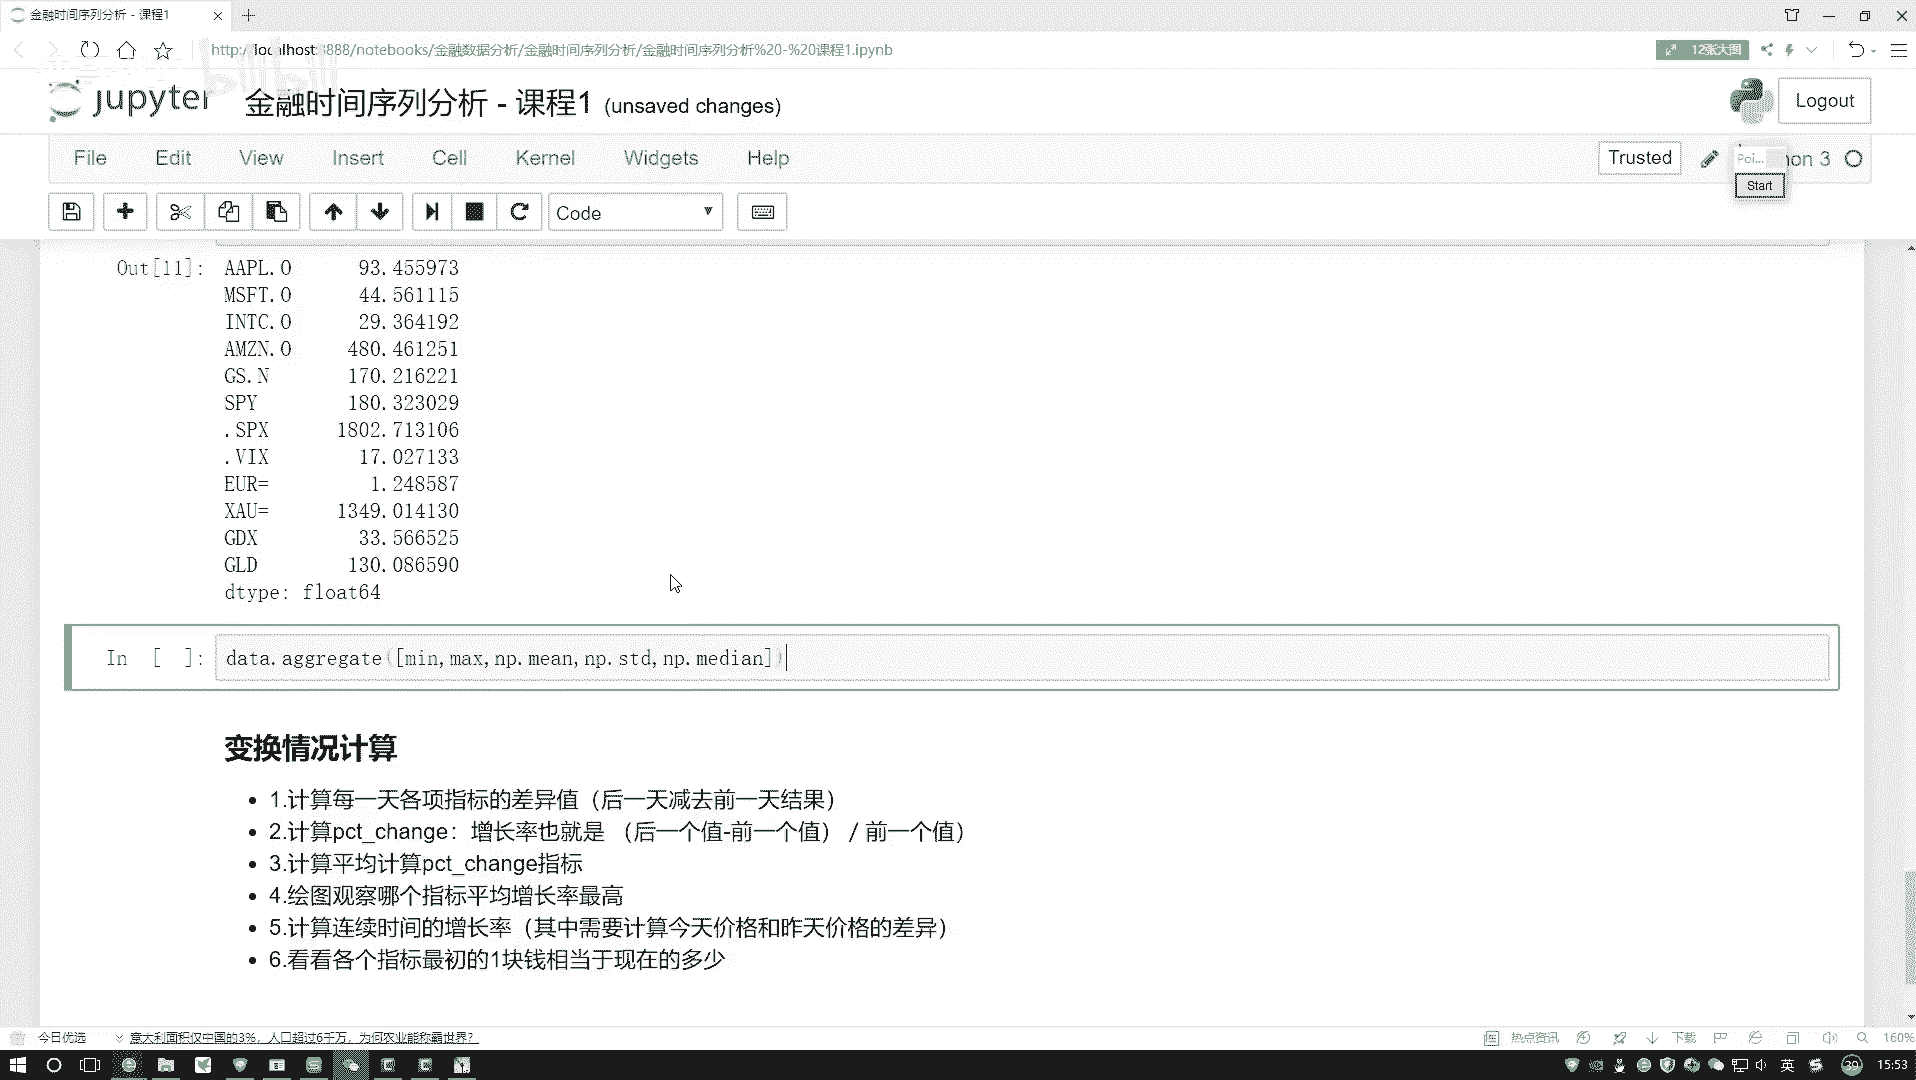 金融时间序列分析 - 课程1
http://localhost:8888/notebooks/金融数据分析/金融时间序列分析/金融时间序列分析%20-%20课程1.ipynb
12张大图
bilibili
jupyter 金融时间序列分析 - 课程1 (unsaved changes)
Logout
File Edit View Insert Cell Kernel Widgets Help
Trusted
Poi...
hon 3
Start
Code
Out[11]:
AAPL.O 93.455973
MSFT.O 44.561115
INTC.O 29.364192
AMZN.O 480.461251
GS.N 170.216221
SPY 180.323029
.SPX 1802.713106
.VIX 17.027133
EUR= 1.248587
XAU= 1349.014130
GDX 33.566525
GLD 130.086590
dtype: float64
In [ ]: data.aggregate([min,max,np.mean,np.std,np.median])
变换情况计算
1.计算每一天各项指标的差异值（后一天减去前一天结果）
2.计算pct_change：增长率也就是 （后一个值-前一个值） / 前一个值）
3.计算平均计算pct_change指标
4.绘图观察哪个指标平均增长率最高
5.计算连续时间的增长率（其中需要计算今天价格和昨天价格的差异）
6.看看各个指标最初的1块钱相当于现在的多少
今日优选
意大利面积仅中国的3%，人口超过6千万，为何农业能称霸世界？
热点资讯
下载
160%
英
39
15:53